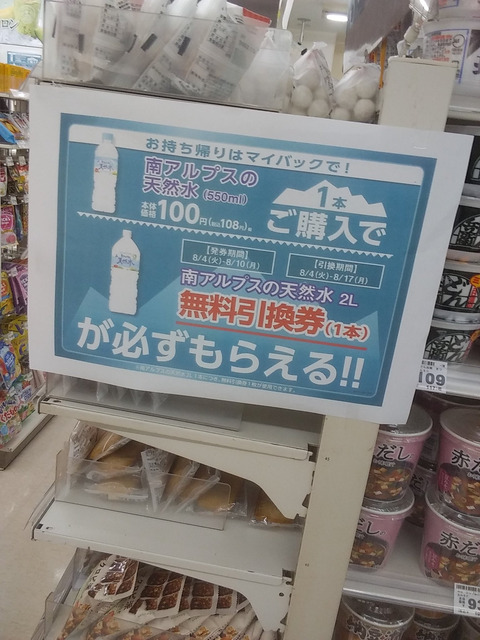 お持ち帰りはマイバックで!
南アルプスの
天然水 (550ml)
本体価格 100円(税込108円)
1本
ご購入で
【発券期間】
8/4(火)-8/10(月)
【引換期間】
8/4(火)-8/17(月)
南アルプスの天然水 2L
無料引換券(1本)
が必ずもらえる!!
109
赤だし
赤だ